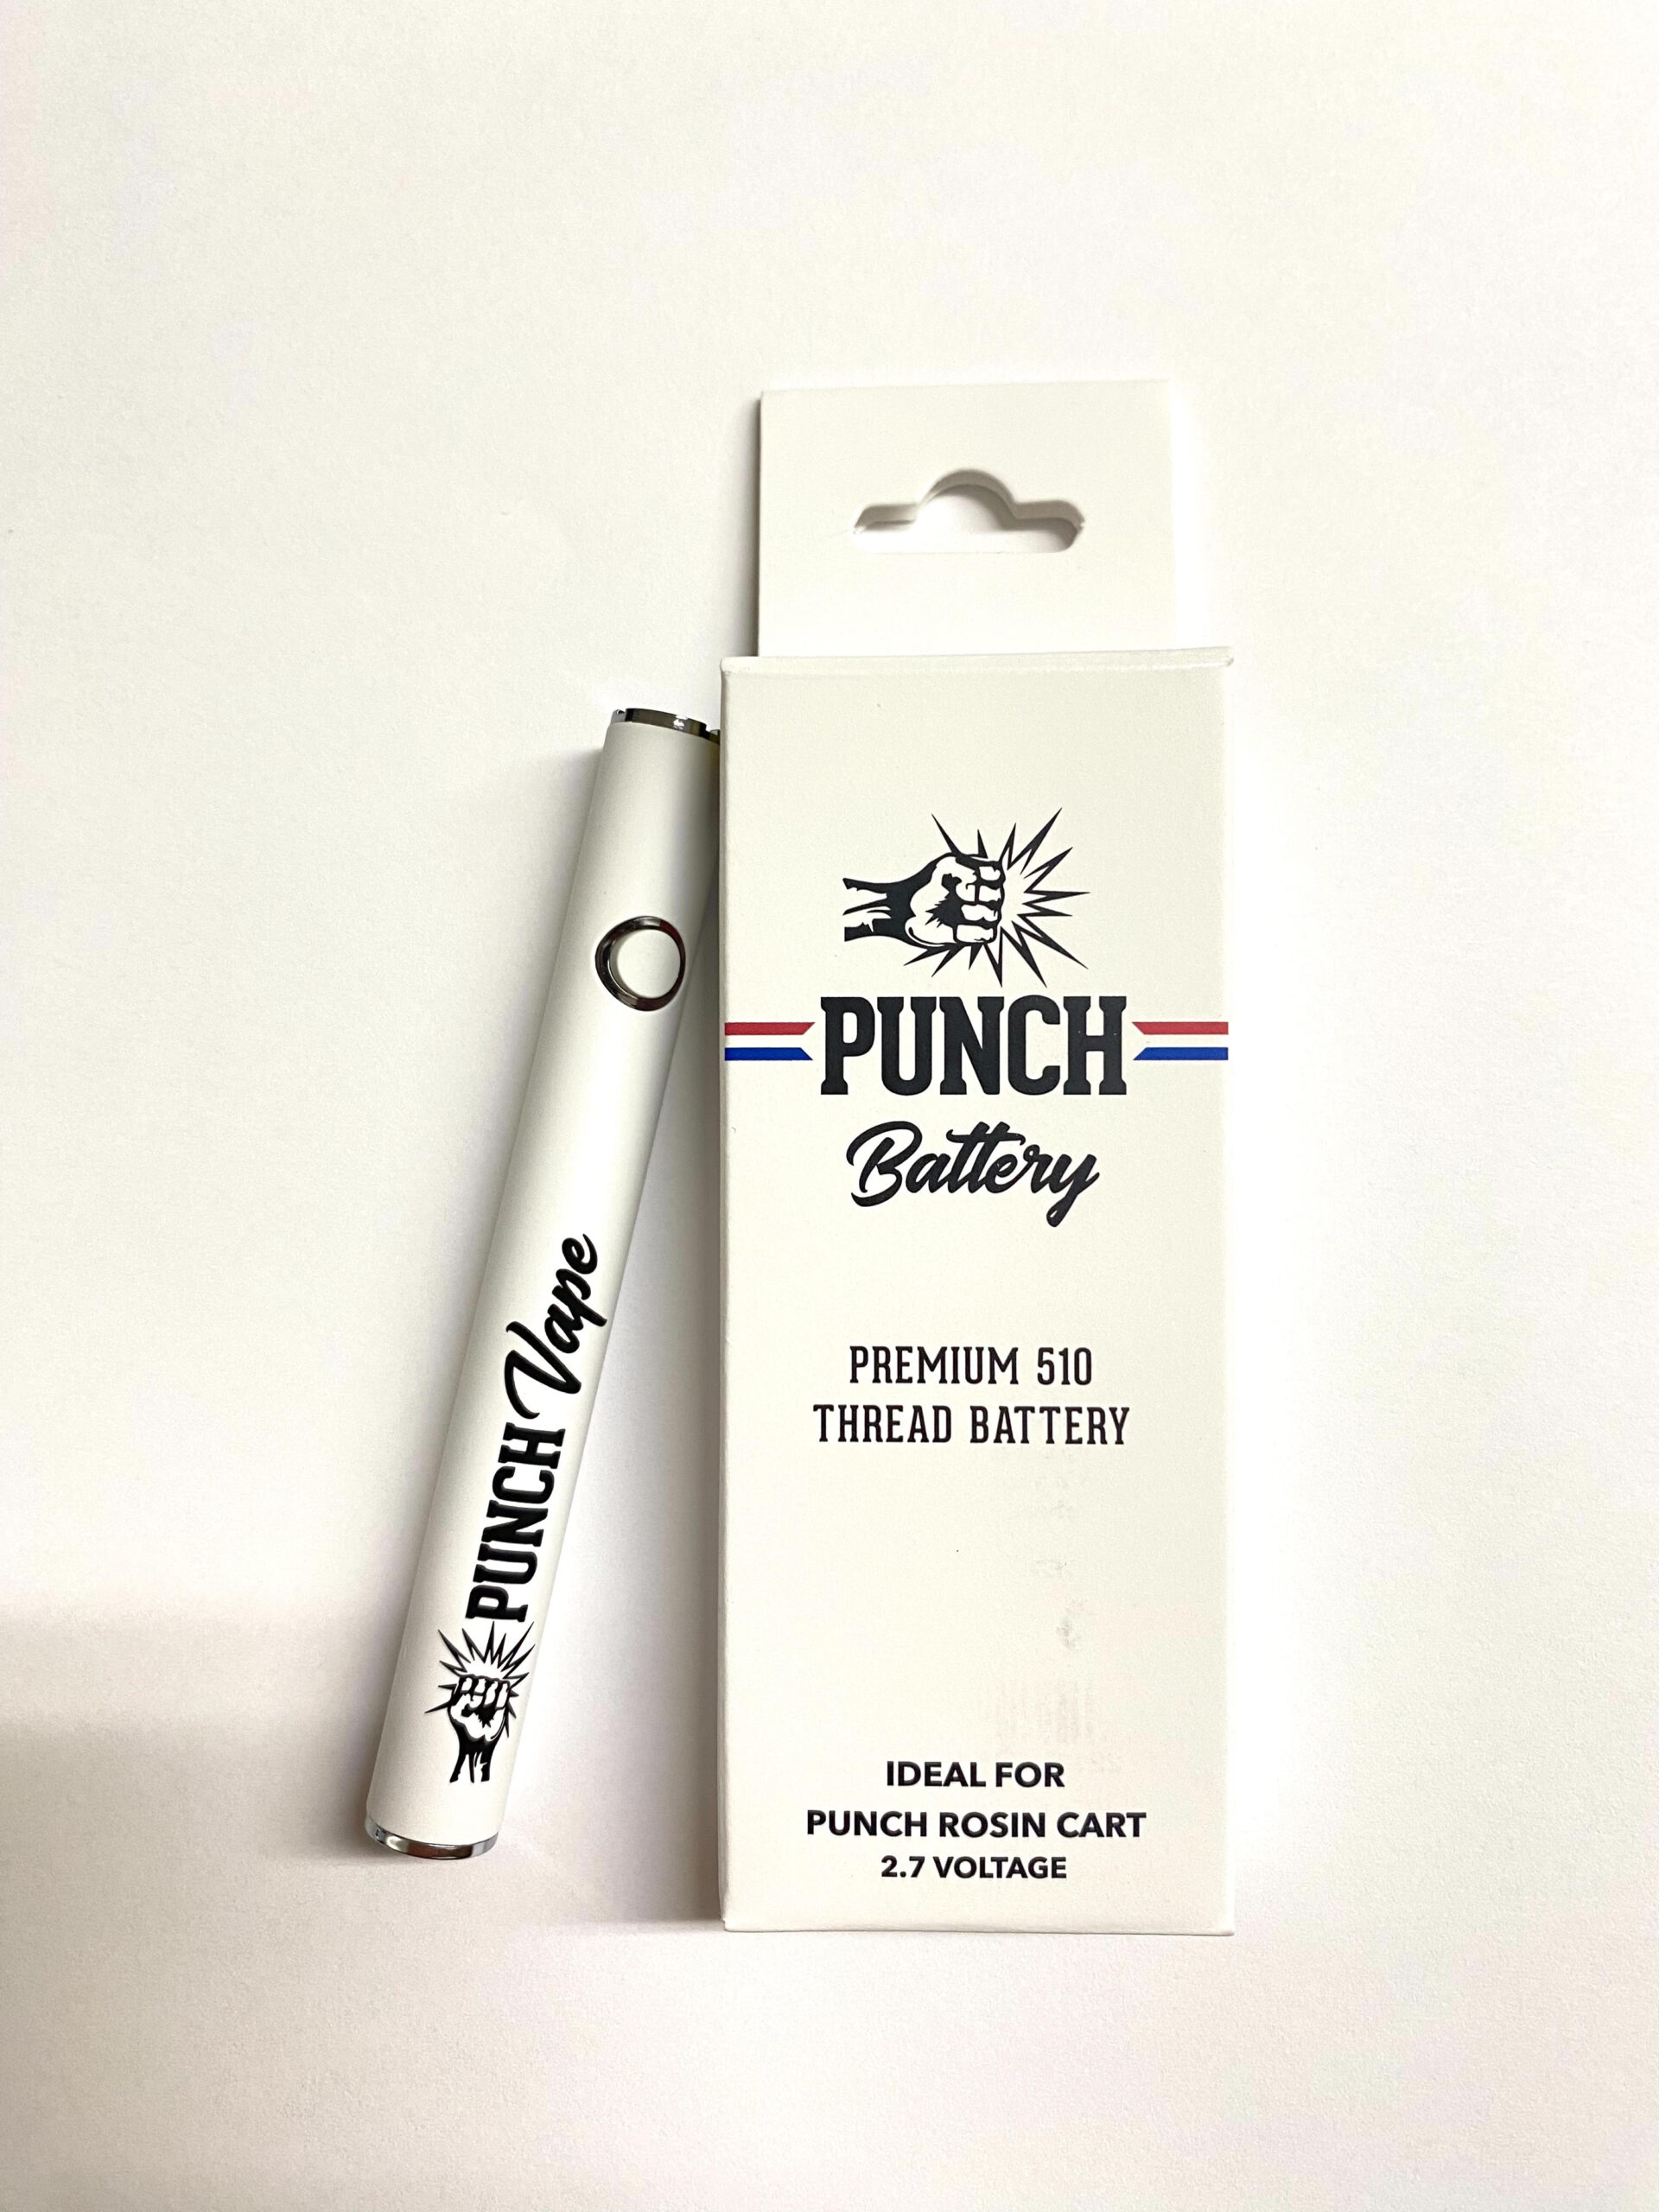 PUNCH Vape
PUNCH
Battery
PREMIUM 510
THREAD BATTERY
IDEAL FOR
PUNCH ROSIN CART
2.7 VOLTAGE